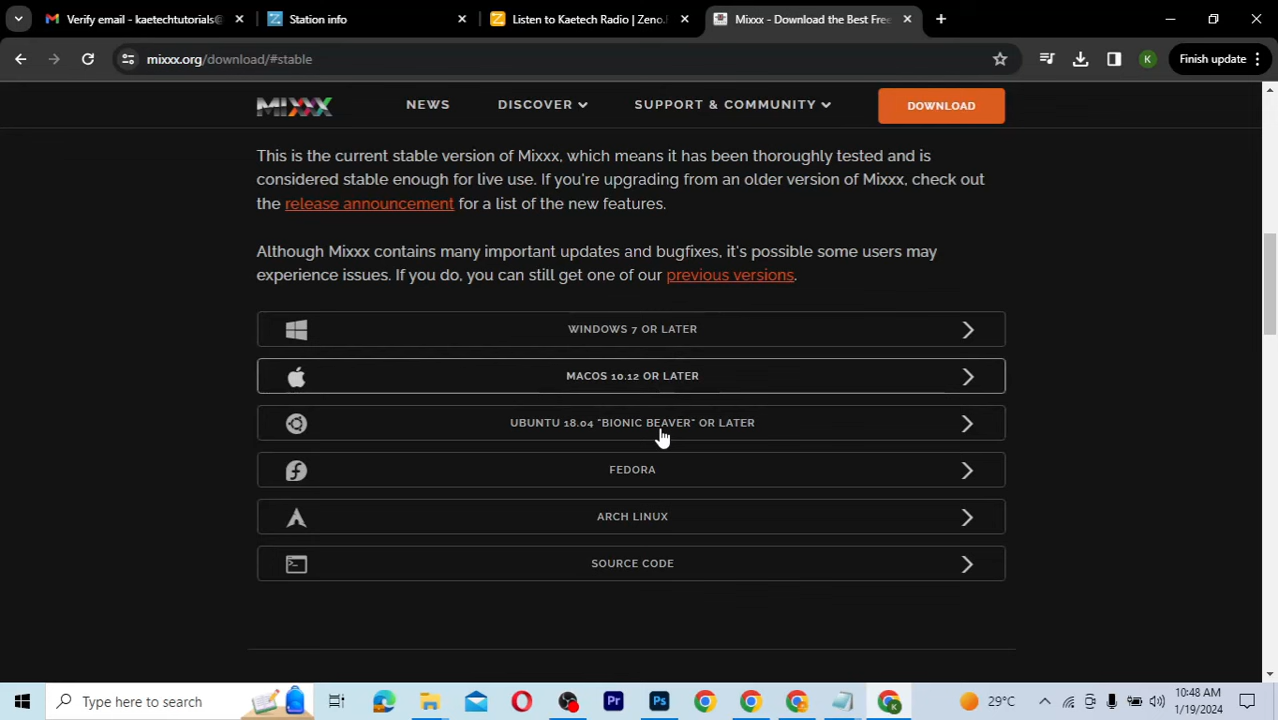 Verify email - kaetechtutorials@
Station info
Listen to Kaetech Radio | Zeno.F
Mixxx - Download the Best Free
mixxx.org/download/#stable
K
Finish update
MIXXX
NEWS
DISCOVER
SUPPORT & COMMUNITY
DOWNLOAD
This is the current stable version of Mixxx, which means it has been thoroughly tested and is
considered stable enough for live use. If you're upgrading from an older version of Mixxx, check out
the release announcement for a list of the new features.
Although Mixxx contains many important updates and bugfixes, it's possible some users may
experience issues. If you do, you can still get one of our previous versions.
WINDOWS 7 OR LATER
MACOS 10.12 OR LATER
UBUNTU 18.04 "BIONIC BEAVER" OR LATER
FEDORA
ARCH LINUX
SOURCE CODE
Type here to search
Pr
Ps
K
29°C
10:48 AM
1/19/2024